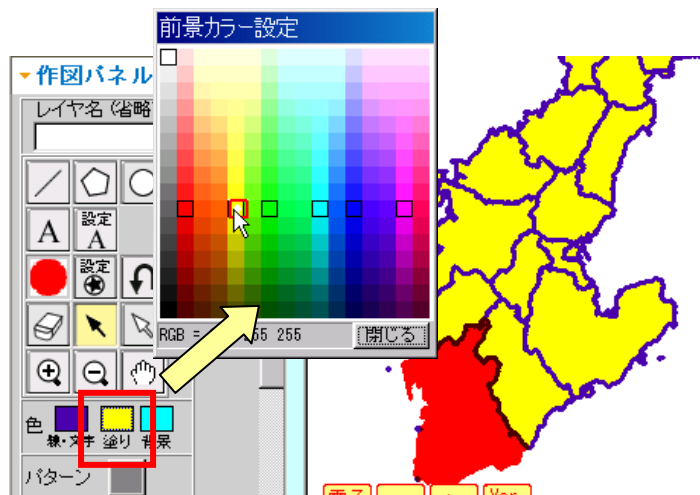 前景カラー設定
▼作図パネル
レイヤ名 (省略
A
設定
A
設定
RGB = 55 255
閉じる
色
線・文字 塗り 背景
パターン